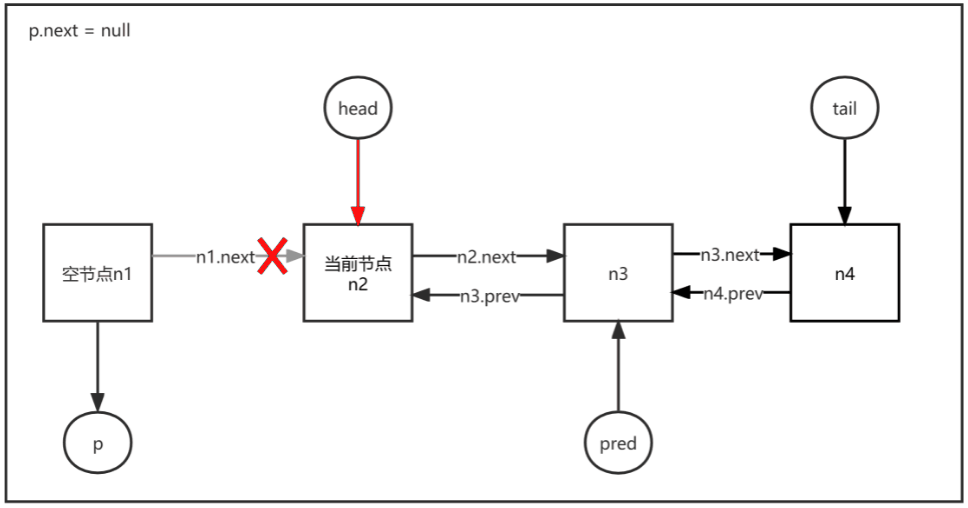 p.next = null
head
tail
空节点n1
n1.next
当前节点
n2
n2.next
n3.prev
n3
n3.next
n4.prev
n4
p
pred